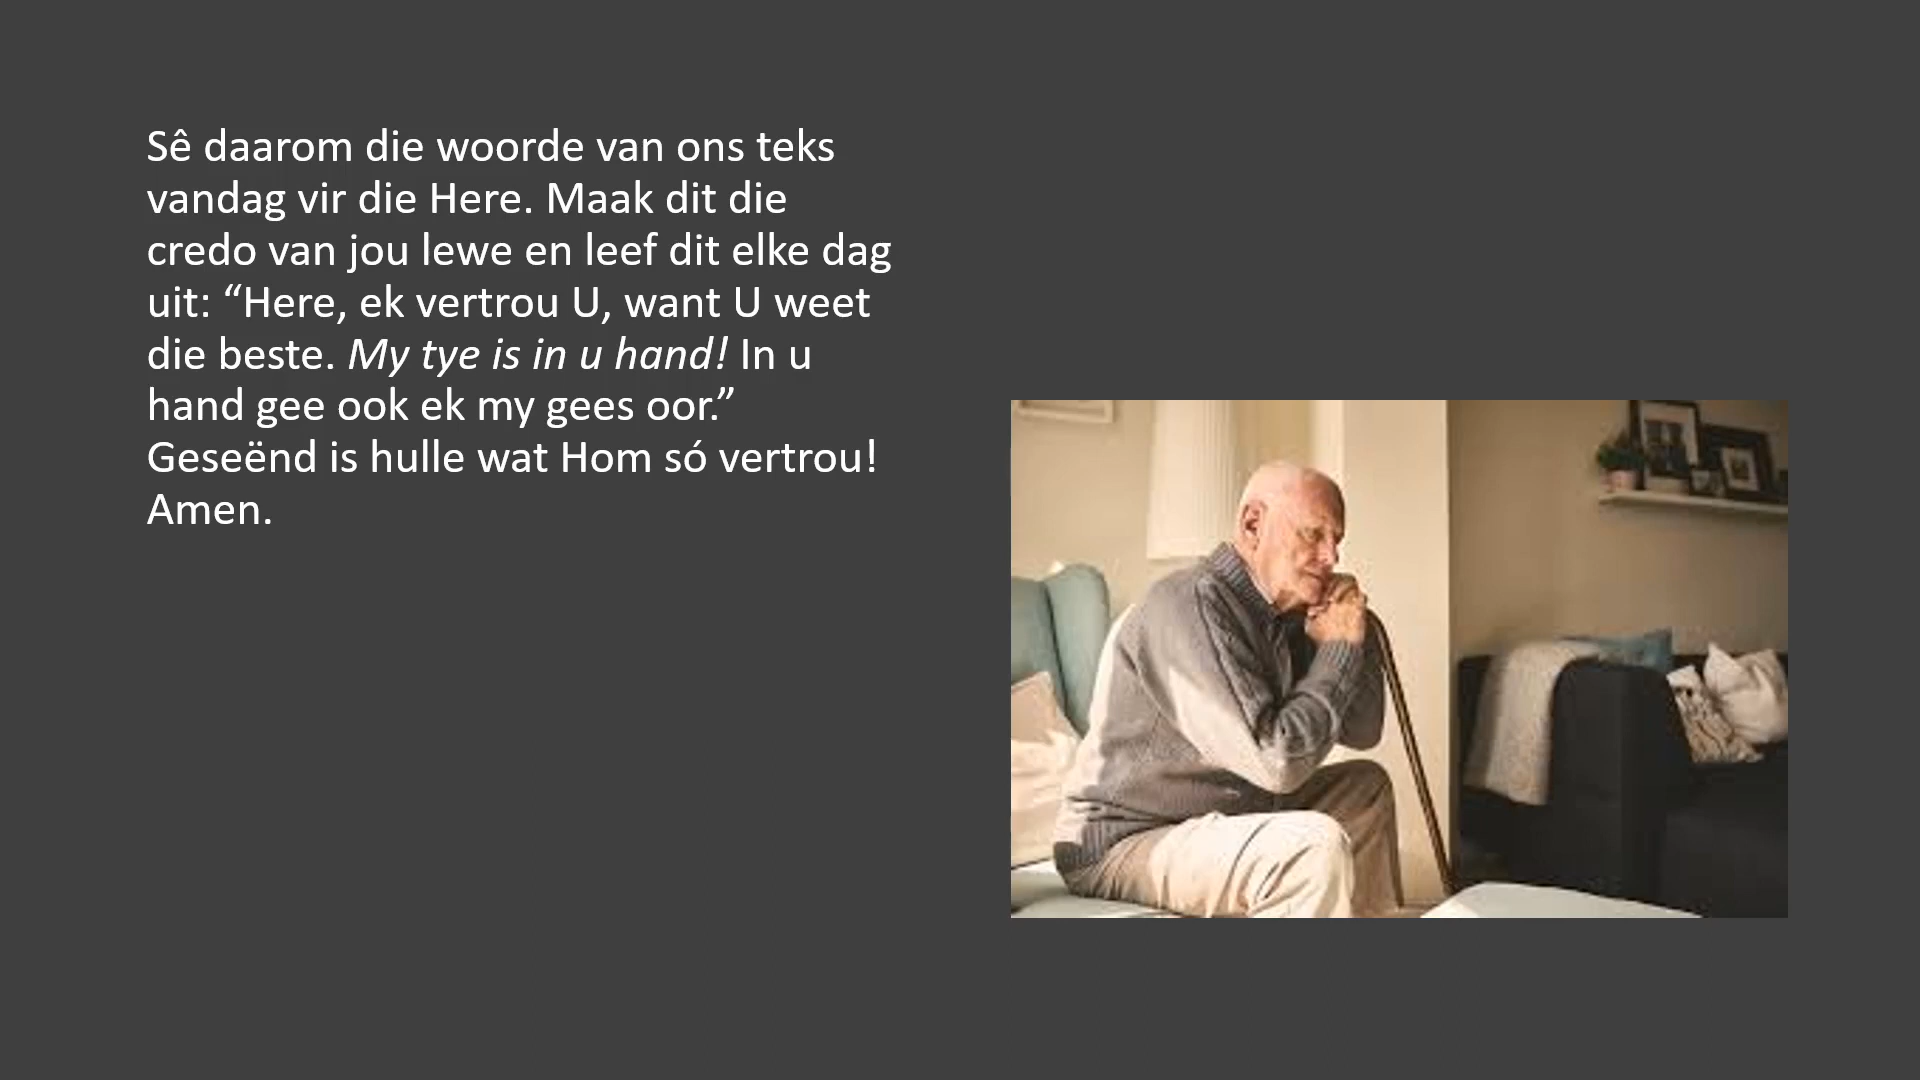 Sê daarom die woorde van ons teks
vandag vir die Here. Maak dit die
credo van jou lewe en leef dit elke dag
uit: “Here, ek vertrou U, want U weet
die beste. My tye is in u hand! In u
hand gee ook ek my gees oor.”
Geseënd is hulle wat Hom só vertrou!
Amen.